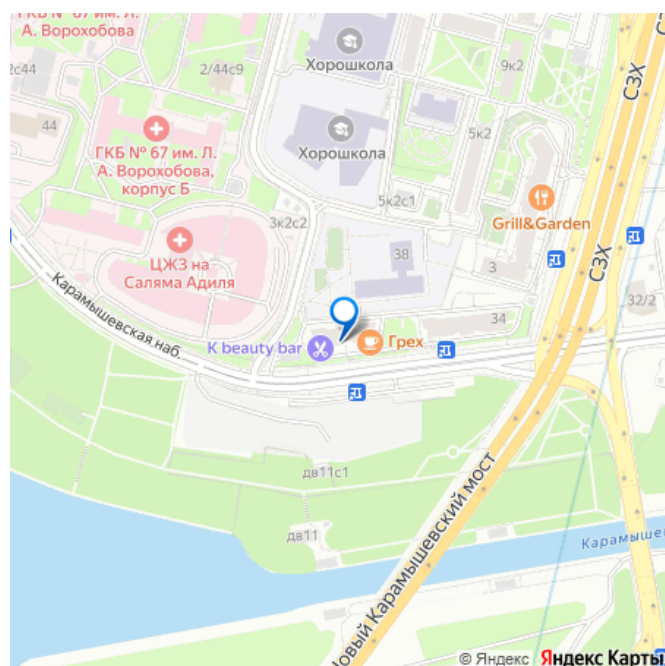 ГКБ № 67 им. Л.
А. Ворохобова
2с44
2/44с9
44
Хорошкола
9к2
СЗХ
ГКБ № 67 им. Л.
А. Ворохобова,
корпус Б
Хорошкола
5к2
5к2с1
Grill&Garden
3к2с2
ЦЖЗ на
Саляма Адиля
38
3
СЗХ
32/2
Карамышевская наб.
K beauty bar
Грех
34
дв11с1
дв11
Новый Карамышевский мост
Карамышев
© Яндекс Яндекс Карты